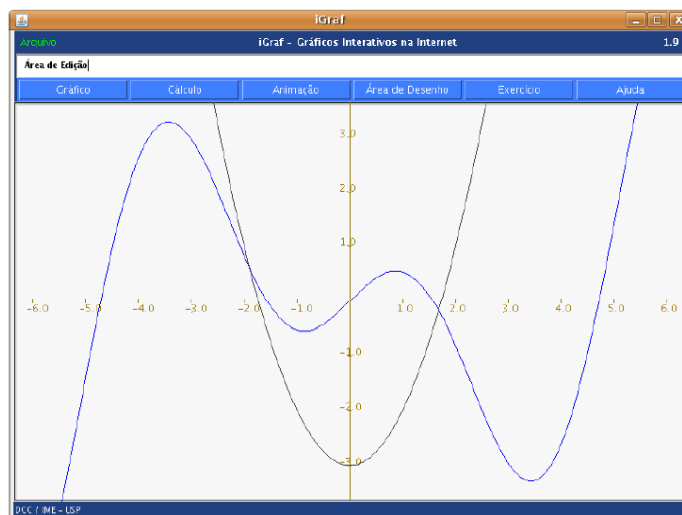 iGraf
Arquivo iGraf - Gráficos Interativos na Internet 1.9
Área de Edição
Gráfico Cálculo Animação Área de Desenho Exercício Ajuda
3.0
2.0
1.0
-6.0 -5.0 -4.0 -3.0 -2.0 -1.0 1.0 2.0 3.0 4.0 5.0 6.0
-1.0
-2.0
-3.0
DCC / IME - USP